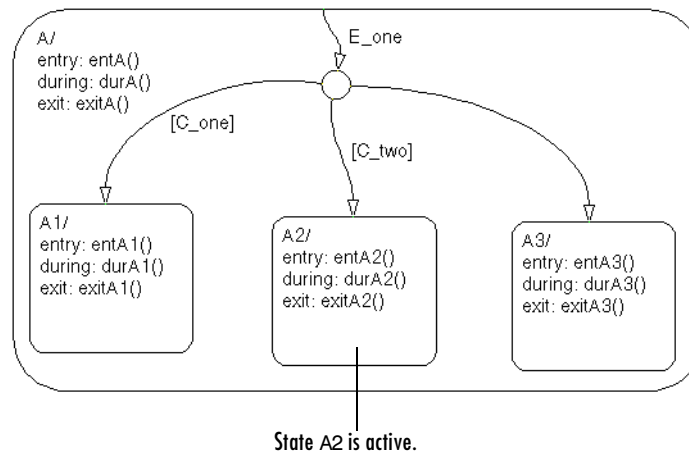 A/
entry: entA()
during: durA()
exit: exitA()
E_one
[C_one]
[C_two]
A1/
entry: entA1()
during: durA1()
exit: exitA1()
A2/
entry: entA2()
during: durA2()
exit: exitA2()
A3/
entry: entA3()
during: durA3()
exit: exitA3()
State A2 is active.